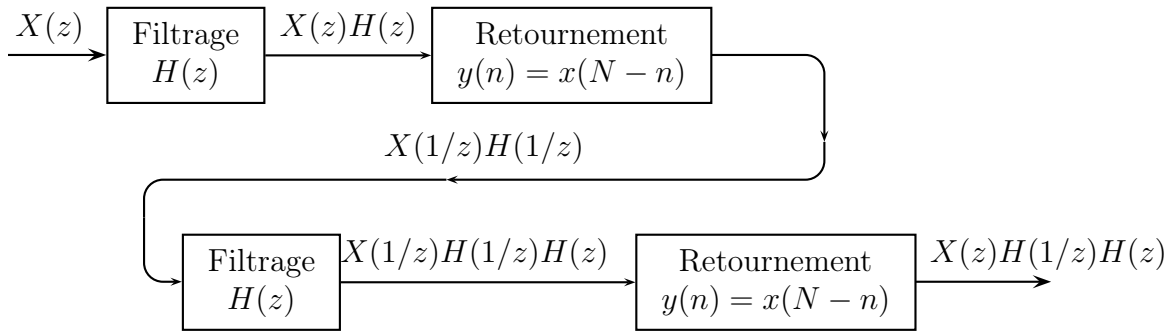 X(z)
Filtrage
H(z)
X(z)H(z)
Retournement
y(n) = x(N − n)
X(1/z)H(1/z)
Filtrage
H(z)
X(1/z)H(1/z)H(z)
Retournement
y(n) = x(N − n)
X(z)H(1/z)H(z)